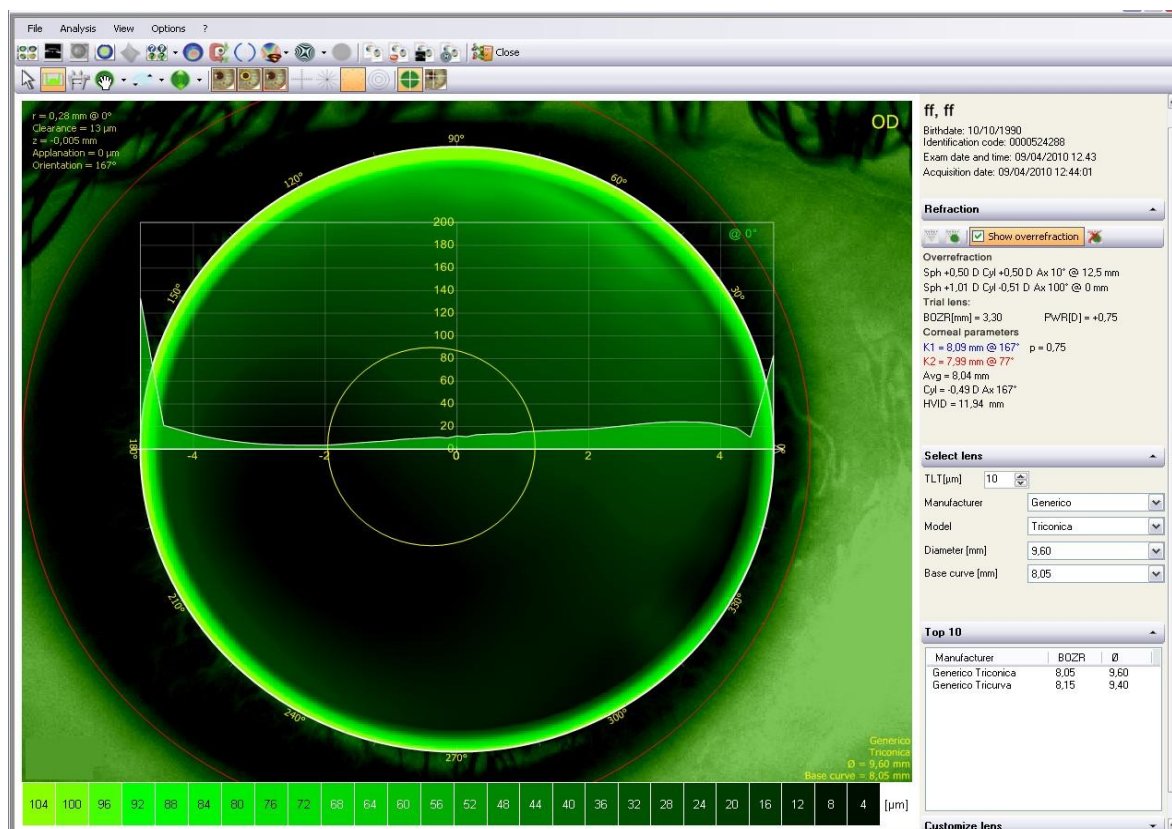 File Analysis View Options ?
Close
r = 0,28 mm @ 0°
Clearance = 13 µm
z = -0,005 mm
Applanation = 0 µm
Orientation = 167°
OD
90°
120°
60°
150°
30°
180°
0°
210°
330°
240°
300°
270°
@ 0°
200
180
160
140
120
100
80
60
40
20
0
-4 -2 0 2 4
Generico
Triconica
Ø = 9,60 mm
Base curve = 8,05 mm
104 100 96 92 88 84 80 76 72 68 64 60 56 52 48 44 40 36 32 28 24 20 16 12 8 4 [µm]
ff, ff
Birthdate: 10/10/1990
Identification code: 0000524288
Exam date and time: 09/04/2010 12.43
Acquisition date: 09/04/2010 12:44:01
Refraction
Show overrefraction
Overrefraction
Sph +0,50 D Cyl +0,50 D Ax 10° @ 12,5 mm
Sph +1,01 D Cyl -0,51 D Ax 100° @ 0 mm
Trial lens:
BOZR[mm] = 3,30 PWR[D] = +0,75
Corneal parameters
K1 = 8,09 mm @ 167° p = 0,75
K2 = 7,99 mm @ 77°
Avg = 8,04 mm
Cyl = -0,49 D Ax 167°
HVID = 11,94 mm
Select lens
TLT[µm] 10
Manufacturer Generico
Model Triconica
Diameter [mm] 9,60
Base curve [mm] 8,05
Top 10
Manufacturer BOZR Ø
Generico Triconica 8,05 9,60
Generico Tricurva 8,15 9,40
Customize lens